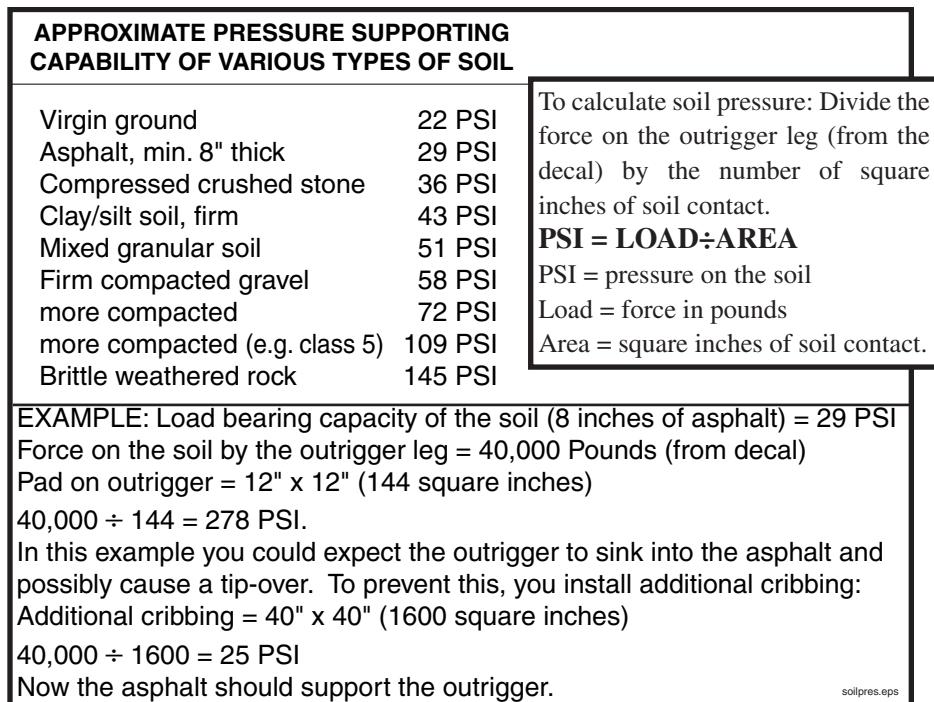 APPROXIMATE PRESSURE SUPPORTING
CAPABILITY OF VARIOUS TYPES OF SOIL
Virgin ground 22 PSI
Asphalt, min. 8" thick 29 PSI
Compressed crushed stone 36 PSI
Clay/silt soil, firm 43 PSI
Mixed granular soil 51 PSI
Firm compacted gravel 58 PSI
more compacted 72 PSI
more compacted (e.g. class 5) 109 PSI
Brittle weathered rock 145 PSI
To calculate soil pressure: Divide the
force on the outrigger leg (from the
decal) by the number of square
inches of soil contact.
PSI = LOAD÷AREA
PSI = pressure on the soil
Load = force in pounds
Area = square inches of soil contact.
EXAMPLE: Load bearing capacity of the soil (8 inches of asphalt) = 29 PSI
Force on the soil by the outrigger leg = 40,000 Pounds (from decal)
Pad on outrigger = 12" x 12" (144 square inches)
40,000 ÷ 144 = 278 PSI.
In this example you could expect the outrigger to sink into the asphalt and
possibly cause a tip-over. To prevent this, you install additional cribbing:
Additional cribbing = 40" x 40" (1600 square inches)
40,000 ÷ 1600 = 25 PSI
Now the asphalt should support the outrigger.
soilpres.eps